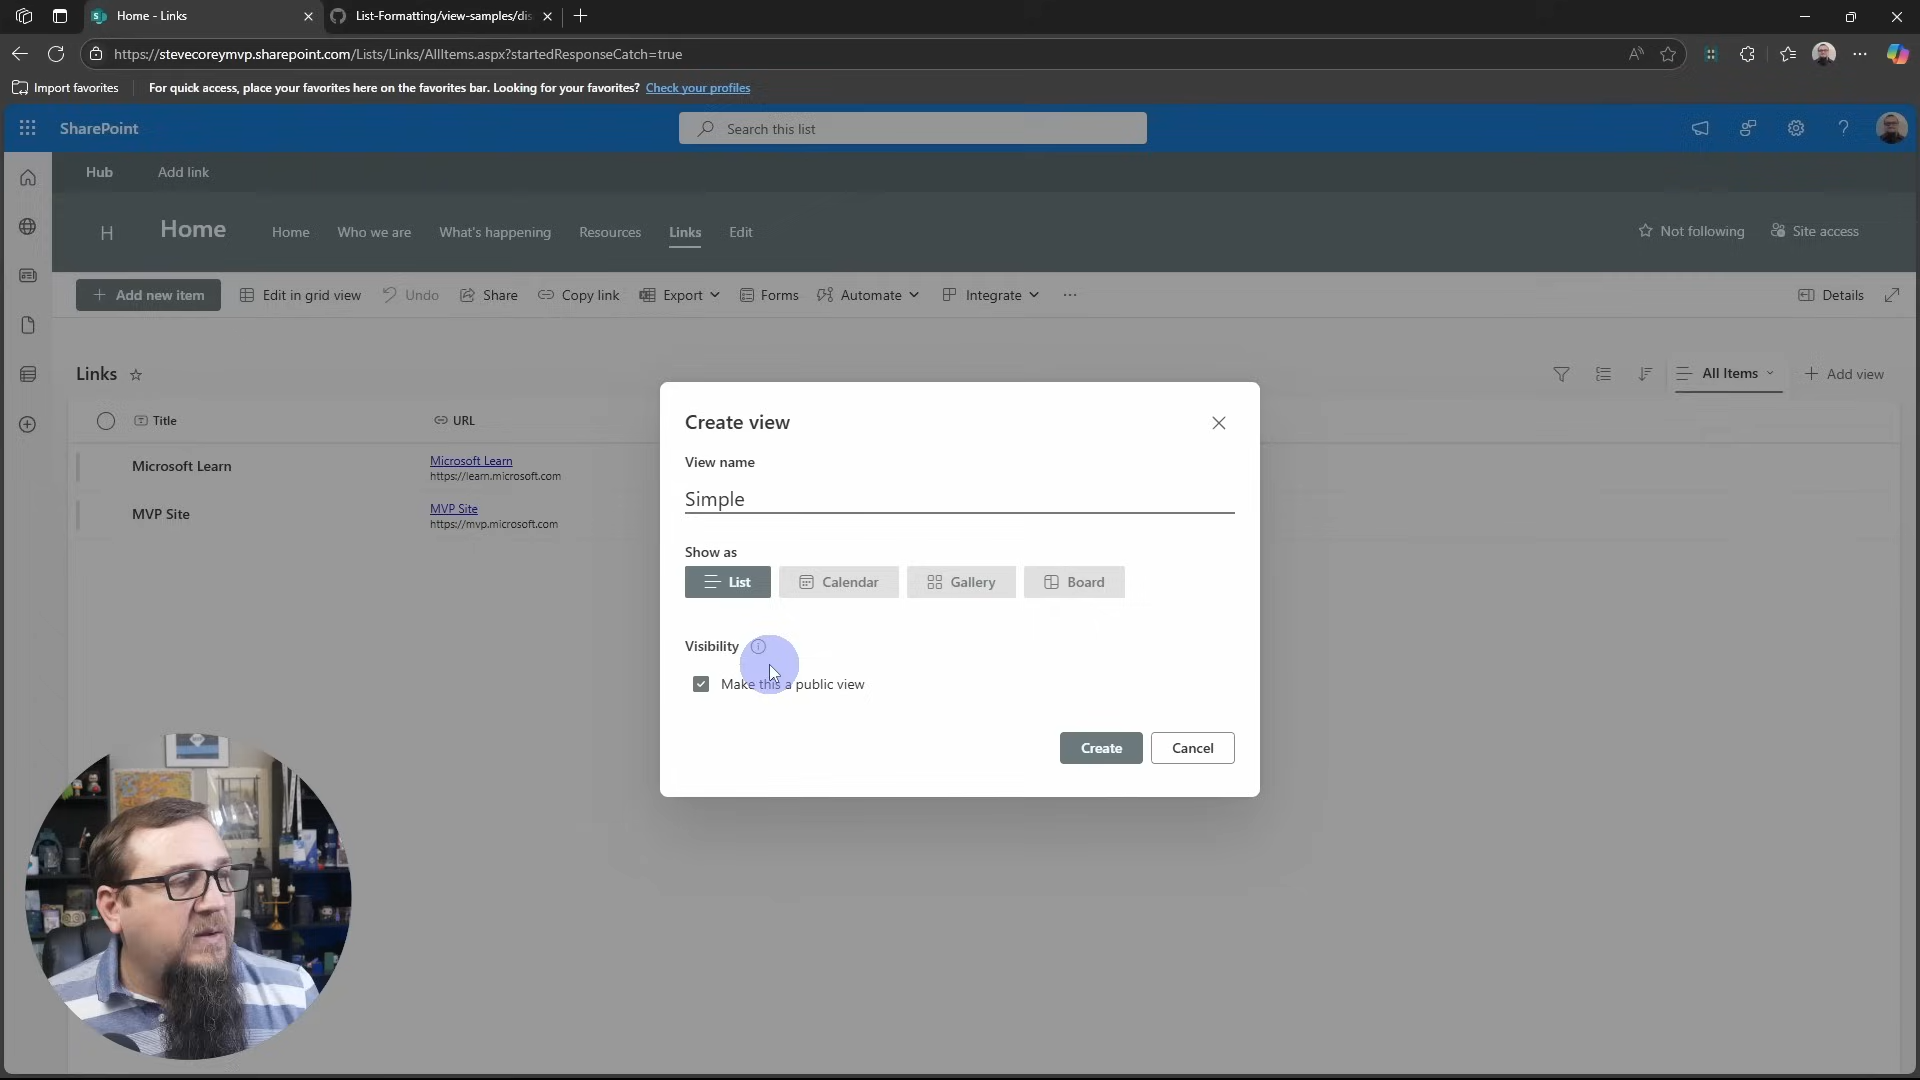 Home - Links
List-Formatting/view-samples/dis
https://stevecoreymvp.sharepoint.com/Lists/Links/AllItems.aspx?startedResponseCatch=true
Import favorites
For quick access, place your favorites here on the favorites bar. Looking for your favorites? Check your profiles
SharePoint
Search this list
Hub
Add link
H
Home
Home
Who we are
What's happening
Resources
Links
Edit
Not following
Site access
Add new item
Edit in grid view
Undo
Share
Copy link
Export
Forms
Automate
Integrate
Details
Links
All Items
Add view
Title
URL
Microsoft Learn
Microsoft Learn
https://learn.microsoft.com
MVP Site
MVP Site
https://mvp.microsoft.com
Create view
View name
Simple
Show as
List
Calendar
Gallery
Board
Visibility
Make this a public view
Create
Cancel